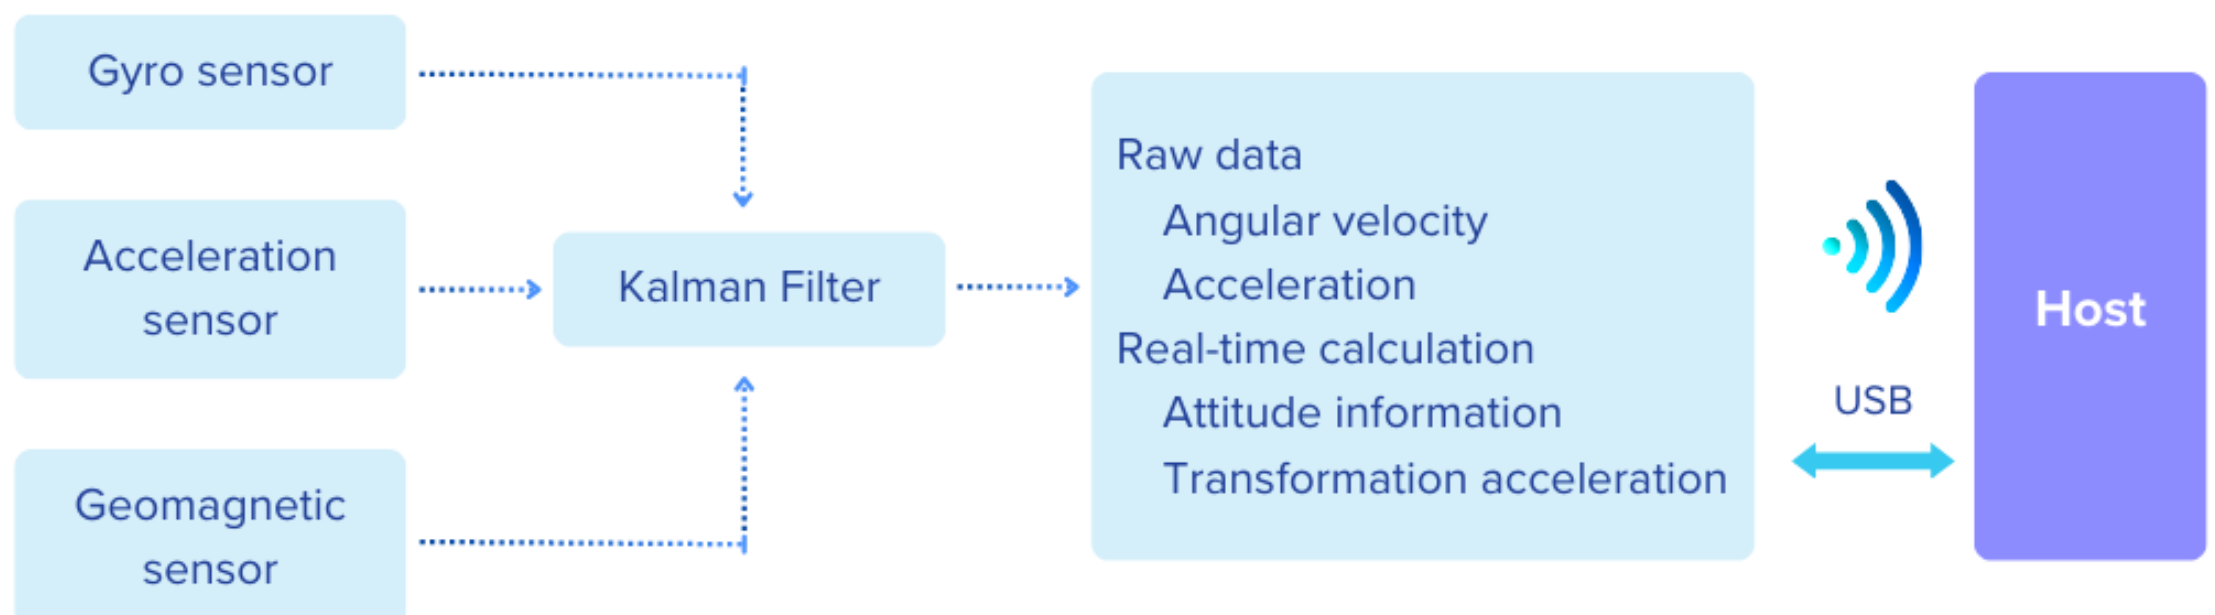 Gyro sensor
Acceleration
sensor
Geomagnetic
sensor
Kalman Filter
Raw data
Angular velocity
Acceleration
Real-time calculation
Attitude information
Transformation acceleration
USB
Host